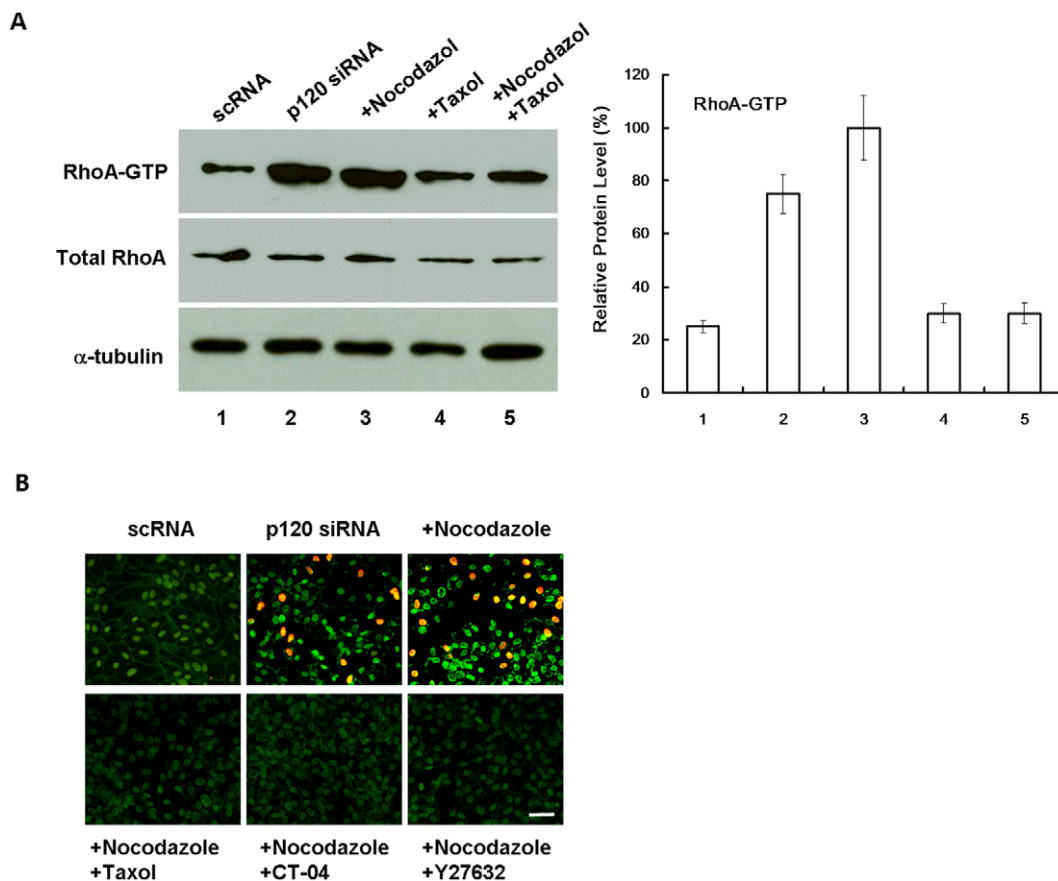 A
scRNA
p120 siRNA
+Nocodazol
+Taxol
+Nocodazol
+Taxol
RhoA-GTP
Total RhoA
α-tubulin
1 2 3 4 5
120
100
80
60
40
20
0
Relative Protein Level (%)
RhoA-GTP
1 2 3 4 5
B
scRNA p120 siRNA +Nocodazole
+Nocodazole +Nocodazole +Nocodazole
+Taxol +CT-04 +Y27632